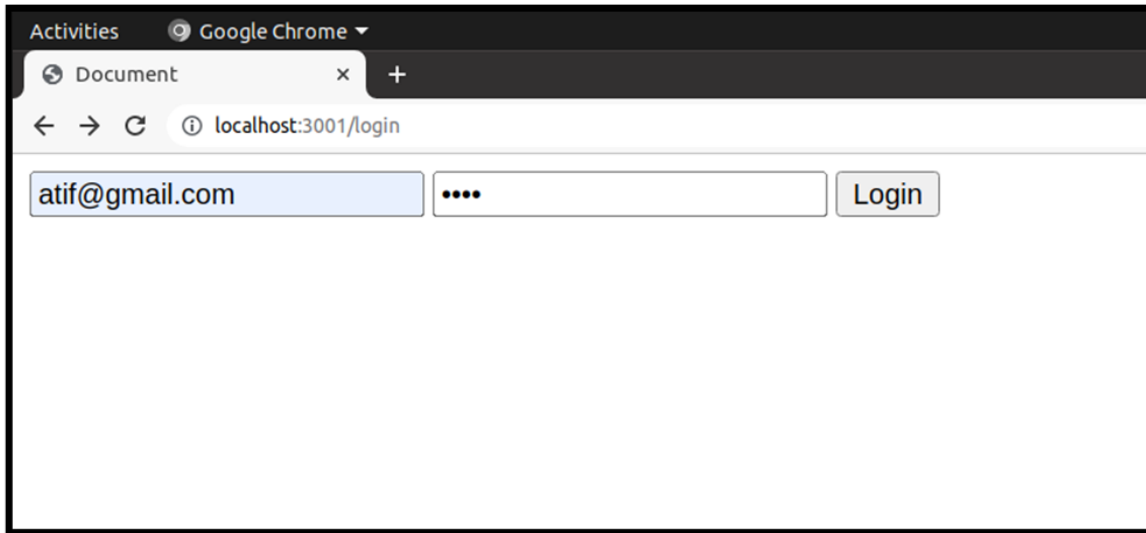 Activities Google Chrome
Document
localhost:3001/login
atif@gmail.com •••• Login